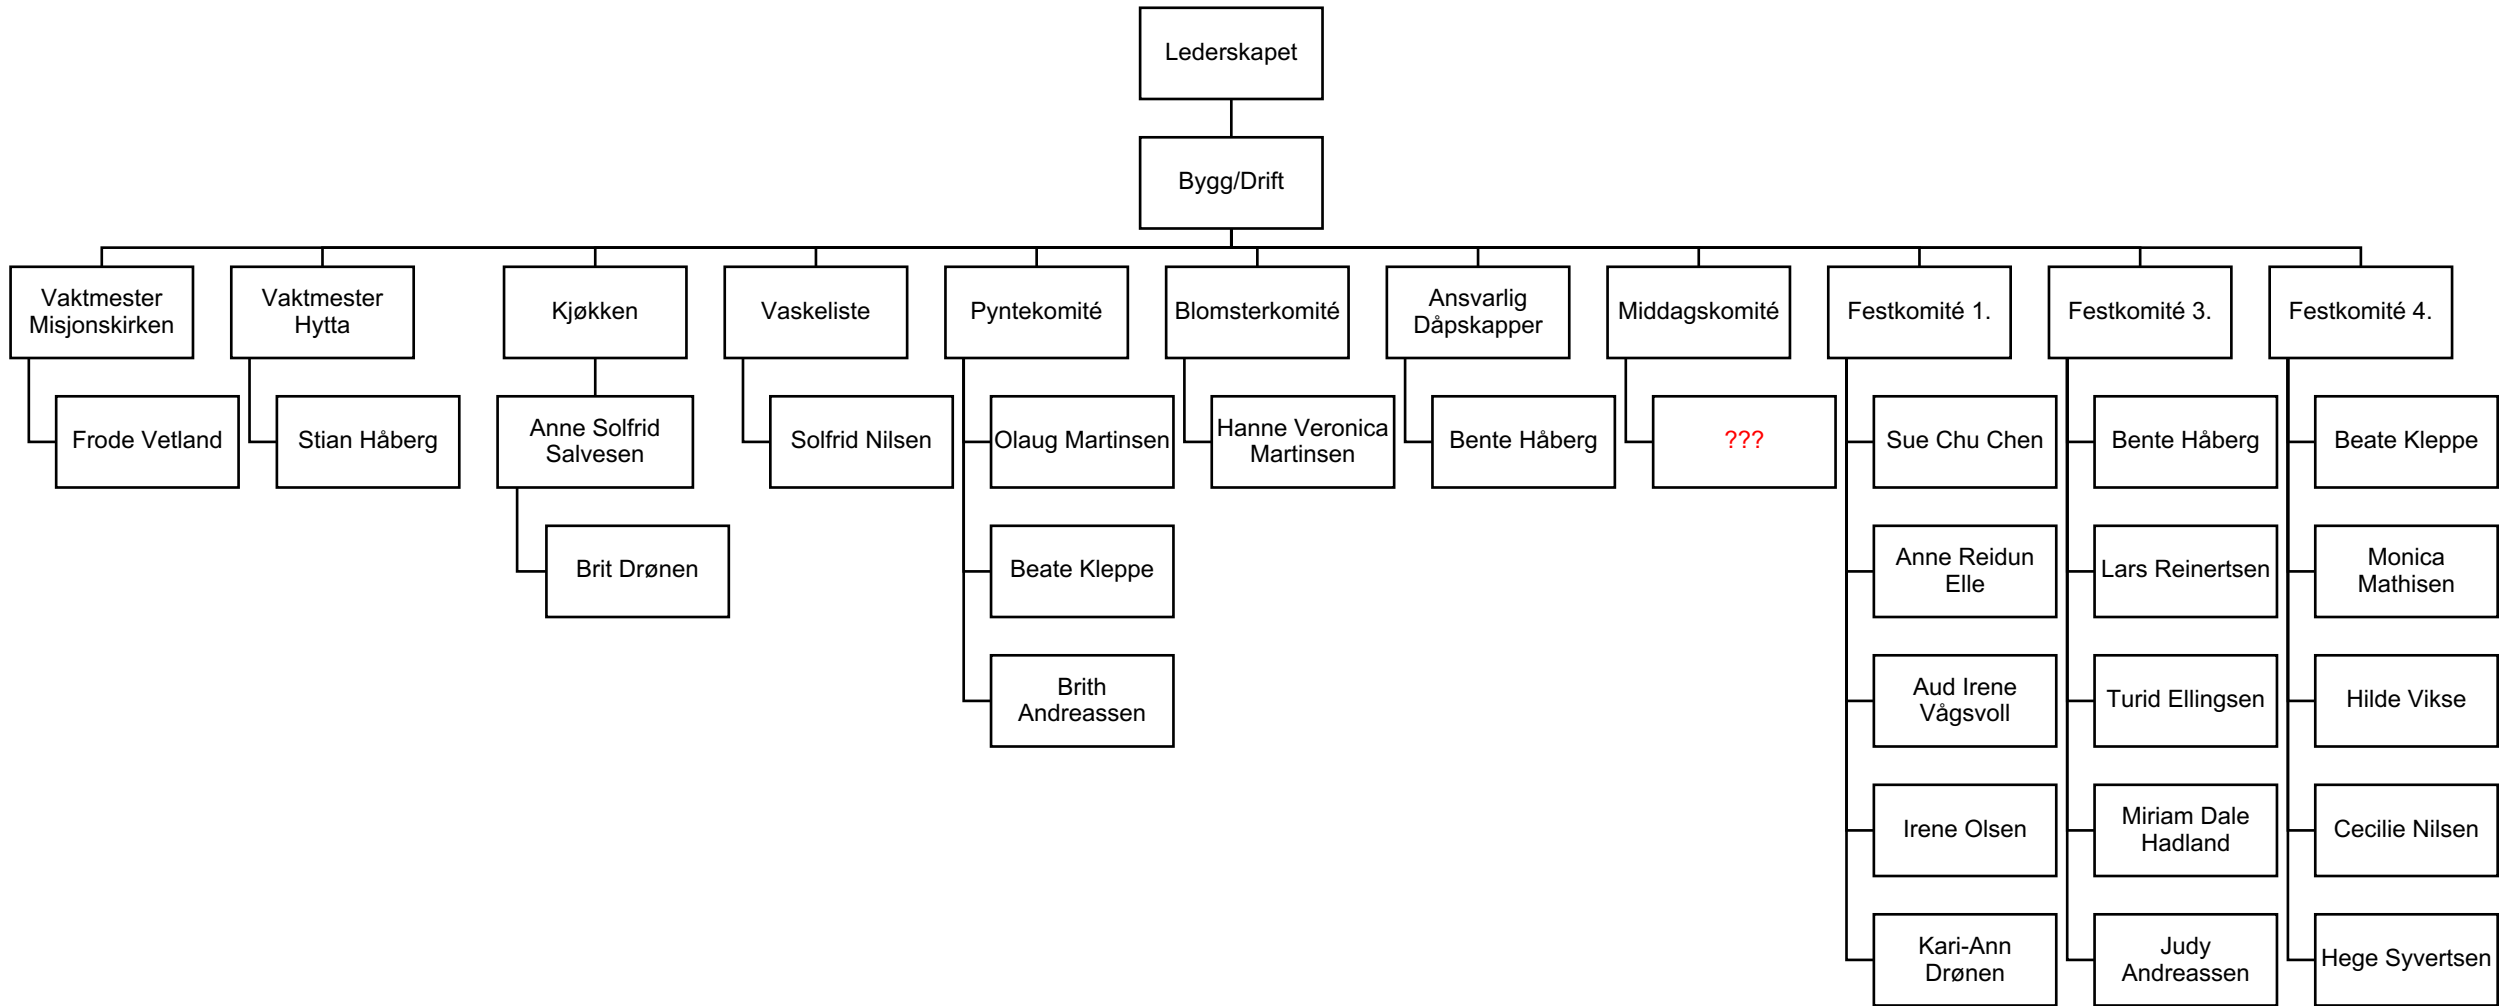 Lederskapet
Bygg/Drift
Vaktmester
Misjonskirken
Vaktmester
Hytta
Kjøkken
Vaskeliste
Pyntekomité
Blomsterkomité
Ansvarlig
Dåpskapper
Middagskomité
Festkomité 1.
Festkomité 3.
Festkomité 4.
Frode Vetland
Stian Håberg
Anne Solfrid
Salvesen
Solfrid Nilsen
Olaug Martinsen
Hanne Veronica
Martinsen
Bente Håberg
???
Sue Chu Chen
Bente Håberg
Beate Kleppe
Brit Drønen
Beate Kleppe
Anne Reidun
Elle
Lars Reinertsen
Monica
Mathisen
Brith
Andreassen
Aud Irene
Vågsvoll
Turid Ellingsen
Hilde Vikse
Irene Olsen
Miriam Dale
Hadland
Cecilie Nilsen
Kari-Ann
Drønen
Judy
Andreassen
Hege Syvertsen